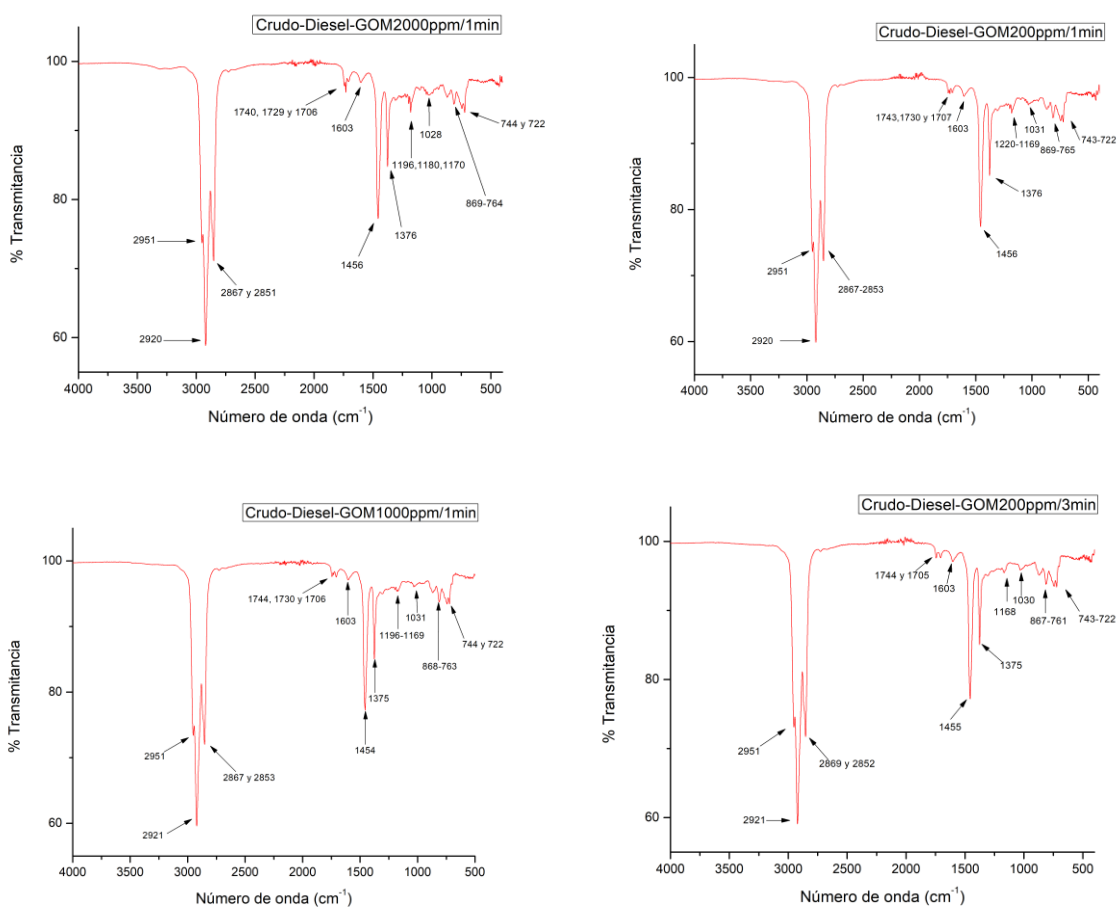 Crudo-Diesel-GOM2000ppm/1min
100
80
60
% Transmitancia
1740, 1729 y 1706
1603
1028
744 y 722
1196,1180,1170
869-764
1376
1456
2951
2867 y 2851
2920
4000 3500 3000 2500 2000 1500 1000 500
Número de onda (cm⁻¹)
Crudo-Diesel-GOM200ppm/1min
100
80
60
% Transmitancia
1743,1730 y 1707
1603
1031
743-722
1220-1169
869-765
1376
1456
2951
2867-2853
2920
4000 3500 3000 2500 2000 1500 1000 500
Número de onda (cm⁻¹)
Crudo-Diesel-GOM1000ppm/1min
100
80
60
% Transmitancia
1744, 1730 y 1706
1603
1031
1196-1169
744 y 722
868-763
1375
1454
2951
2867 y 2853
2921
4000 3500 3000 2500 2000 1500 1000 500
Número de onda (cm⁻¹)
Crudo-Diesel-GOM200ppm/3min
100
80
60
% Transmitancia
1744 y 1705
1603
1168
1030
743-722
867-761
1375
1455
2951
2869 y 2852
2921
4000 3500 3000 2500 2000 1500 1000 500
Número de onda (cm⁻¹)